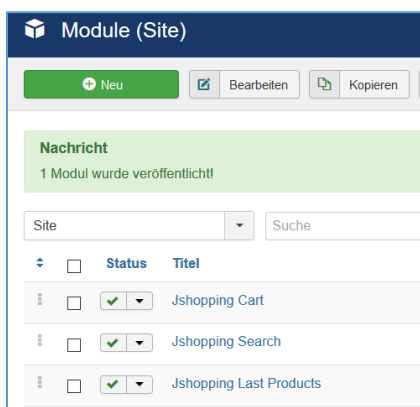 Module (Site)
Neu Bearbeiten Kopieren
Nachricht
1 Modul wurde veröffentlicht!
Site Suche
Status Titel
Jshopping Cart
Jshopping Search
Jshopping Last Products